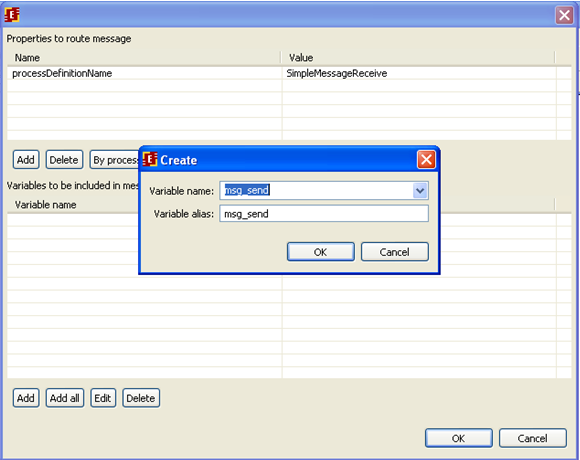 E
Properties to route message
Name Value
processDefinitionName SimpleMessageReceive
Add Delete By process
E Create
Variable name: msg_send
Variable alias: msg_send
OK Cancel
Variables to be included in mes
Variable name
Add Add all Edit Delete
OK Cancel